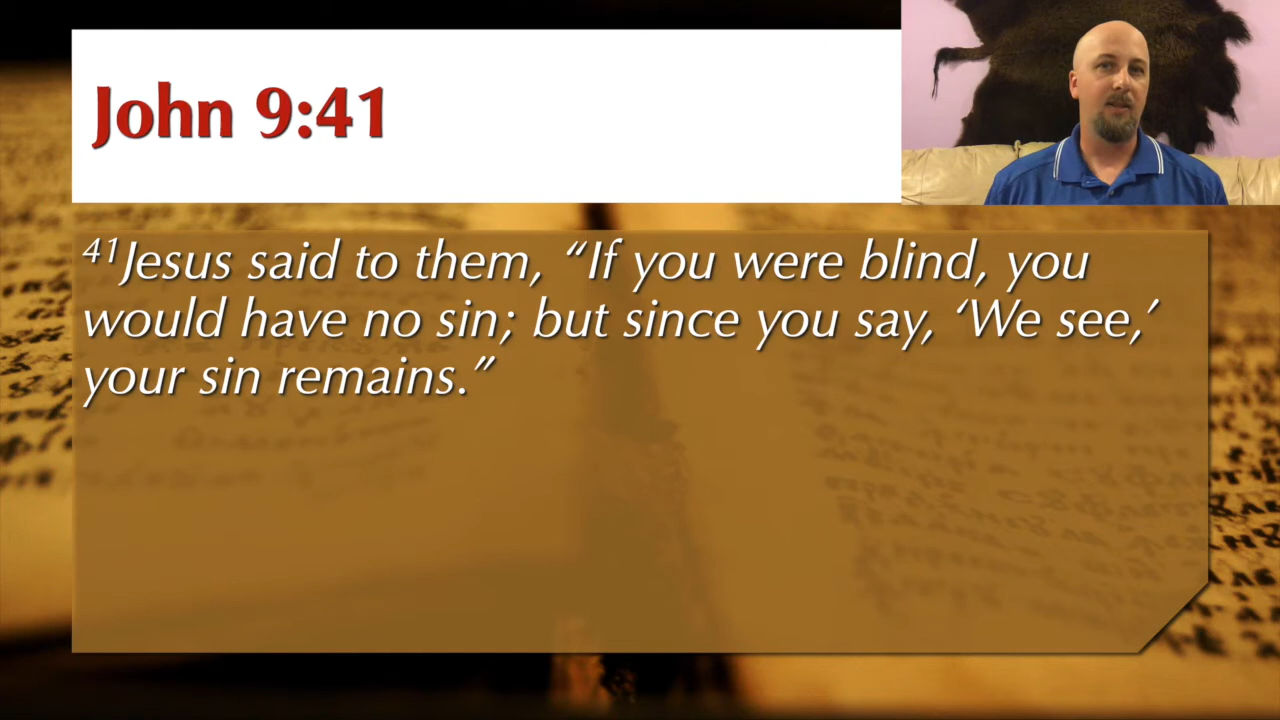 John 9:41
41Jesus said to them, “If you were blind, you
would have no sin; but since you say, ‘We see,’
your sin remains.”